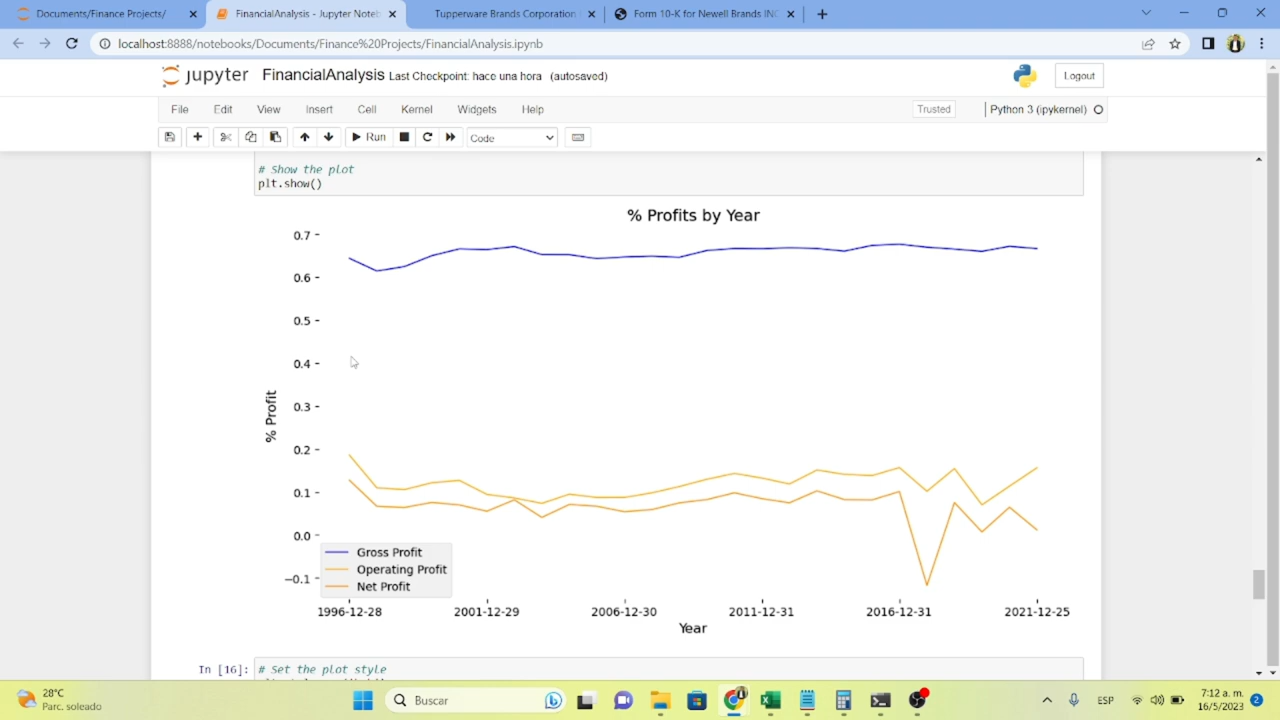 Documents/Finance Projects/
FinancialAnalysis - Jupyter Noteb
Tupperware Brands Corporation
Form 10-K for Newell Brands INC
localhost:8888/notebooks/Documents/Finance%20Projects/FinancialAnalysis.ipynb
jupyter FinancialAnalysis Last Checkpoint: hace una hora (autosaved)
Logout
File Edit View Insert Cell Kernel Widgets Help
Trusted
Python 3 (ipykernel)
Run
Code
# Show the plot
plt.show()
% Profits by Year
0.7
0.6
0.5
0.4
0.3
0.2
0.1
0.0
−0.1
% Profit
Gross Profit
Operating Profit
Net Profit
1996-12-28 2001-12-29 2006-12-30 2011-12-31 2016-12-31 2021-12-25
Year
In [16]: # Set the plot style
28°C
Parc. soleado
Buscar
ESP
7:12 a. m.
16/5/2023
2